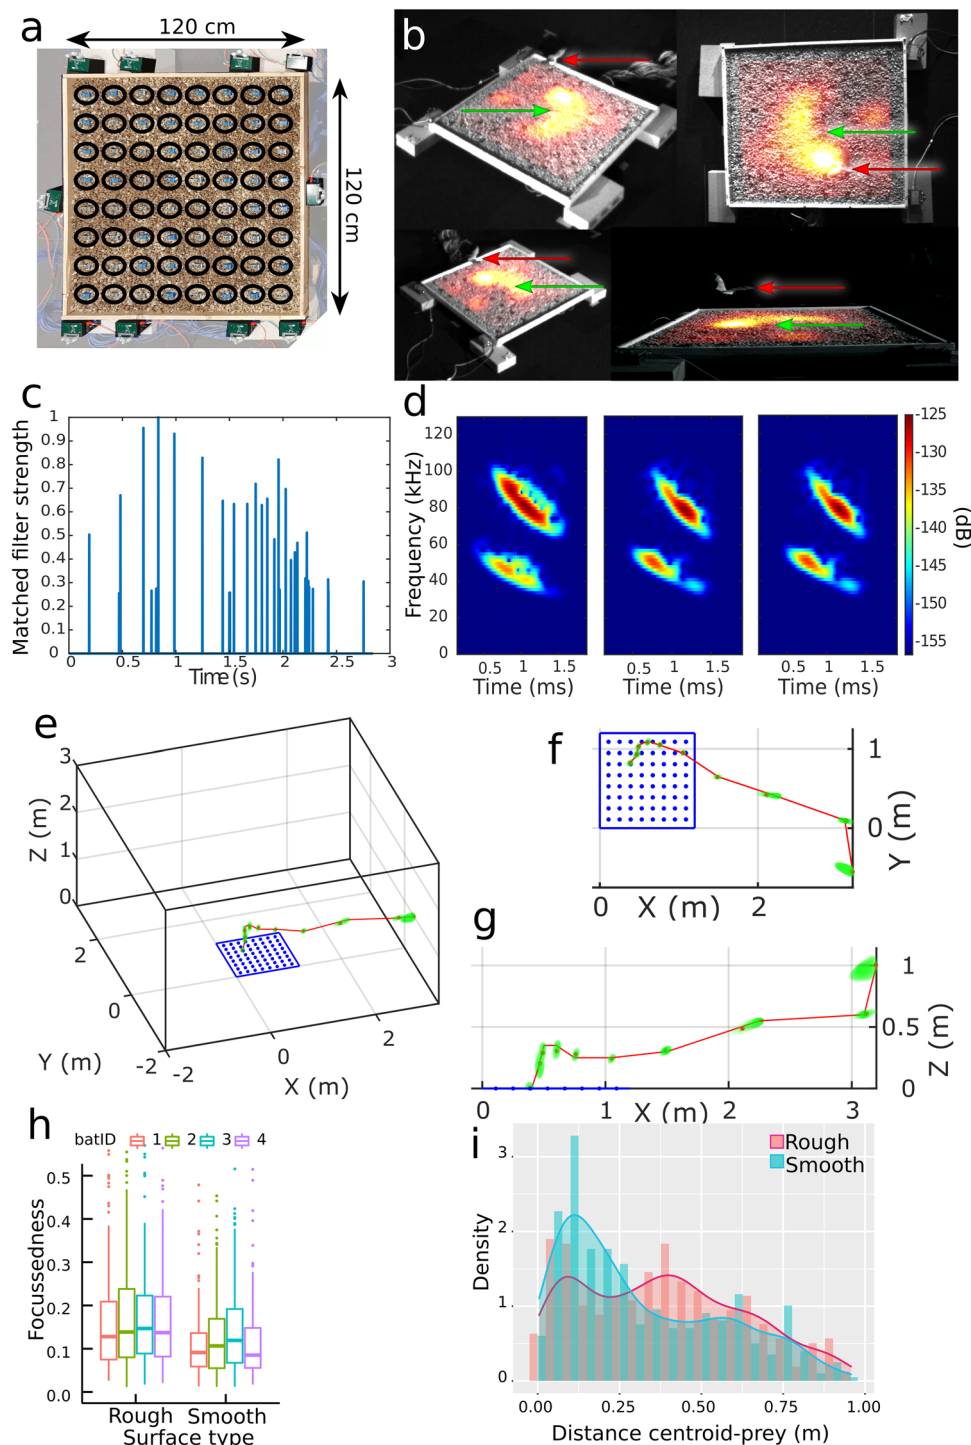 a
120 cm
120 cm
b
c
Matched filter strength
1
0.9
0.8
0.7
0.6
0.5
0.4
0.3
0.2
0.1
0
0 0.5 1 1.5 2 2.5 3
Time (s)
d
Frequency (kHz)
120
100
80
60
40
20
0
0.5 1 1.5
0.5 1 1.5
0.5 1 1.5
Time (ms)
Time (ms)
Time (ms)
-125
-130
-135
-140
-145
-150
-155
(dB)
e
Z (m)
3
2
1
0
2
0
-2
Y (m)
-2
0
2
X (m)
f
1
0
Y (m)
0 2
X (m)
g
1
0.5
0
Z (m)
0 1 2 3
X (m)
h
batID 1 2 3 4
Focussedness
0.5
0.4
0.3
0.2
0.1
0.0
Rough Smooth
Surface type
i
Rough
Smooth
Density
3
2
1
0
0.00 0.25 0.50 0.75 1.00
Distance centroid-prey (m)